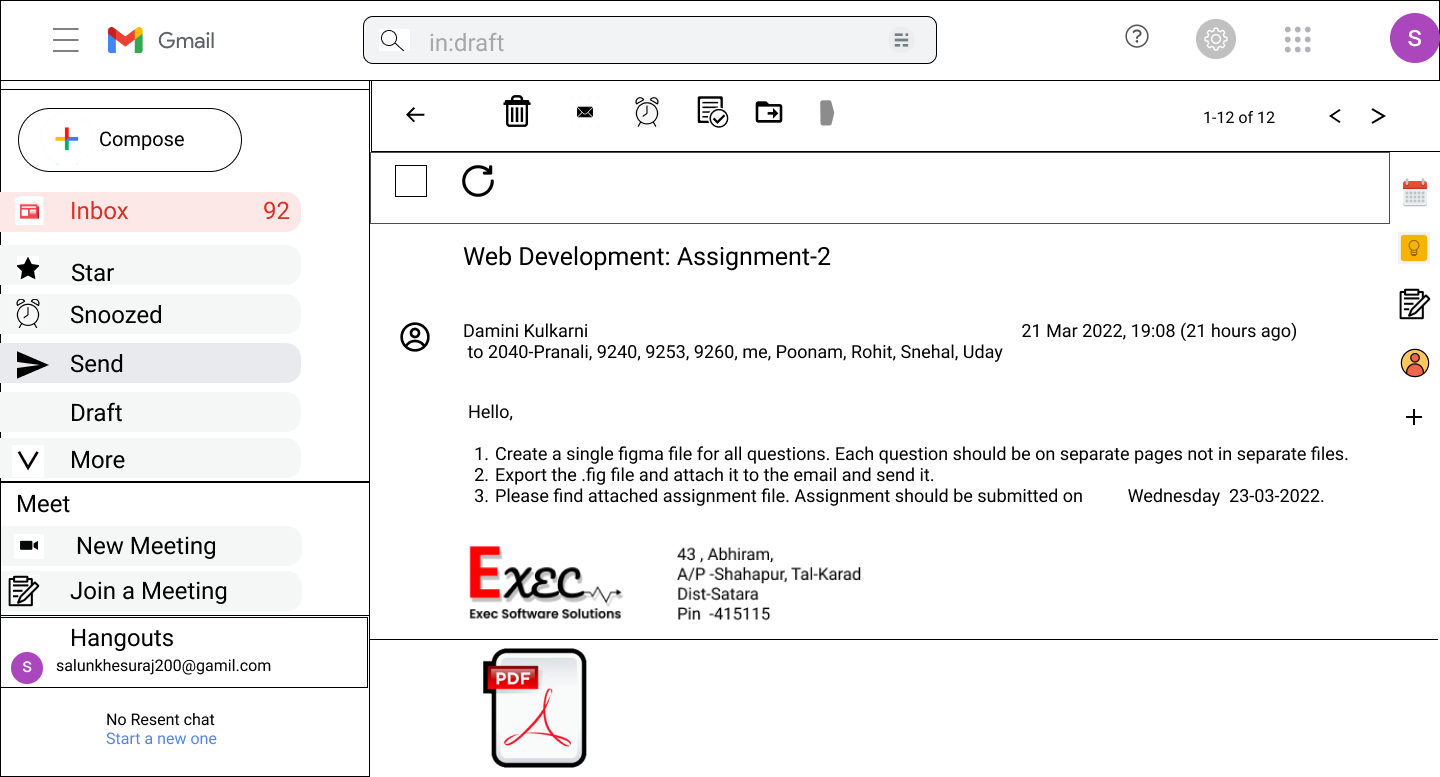 Gmail
in:draft
S
Compose
1-12 of 12
Inbox 92
Star
Snoozed
Send
Draft
More
Meet
New Meeting
Join a Meeting
Hangouts
S
salunkhesuraj200@gamil.com
No Resent chat
Start a new one
Web Development: Assignment-2
Damini Kulkarni 21 Mar 2022, 19:08 (21 hours ago)
to 2040-Pranali, 9240, 9253, 9260, me, Poonam, Rohit, Snehal, Uday
Hello,
1. Create a single figma file for all questions. Each question should be on separate pages not in separate files.
2. Export the .fig file and attach it to the email and send it.
3. Please find attached assignment file. Assignment should be submitted on Wednesday 23-03-2022.
Exec
Exec Software Solutions
43 , Abhiram,
A/P -Shahapur, Tal-Karad
Dist-Satara
Pin -415115
PDF